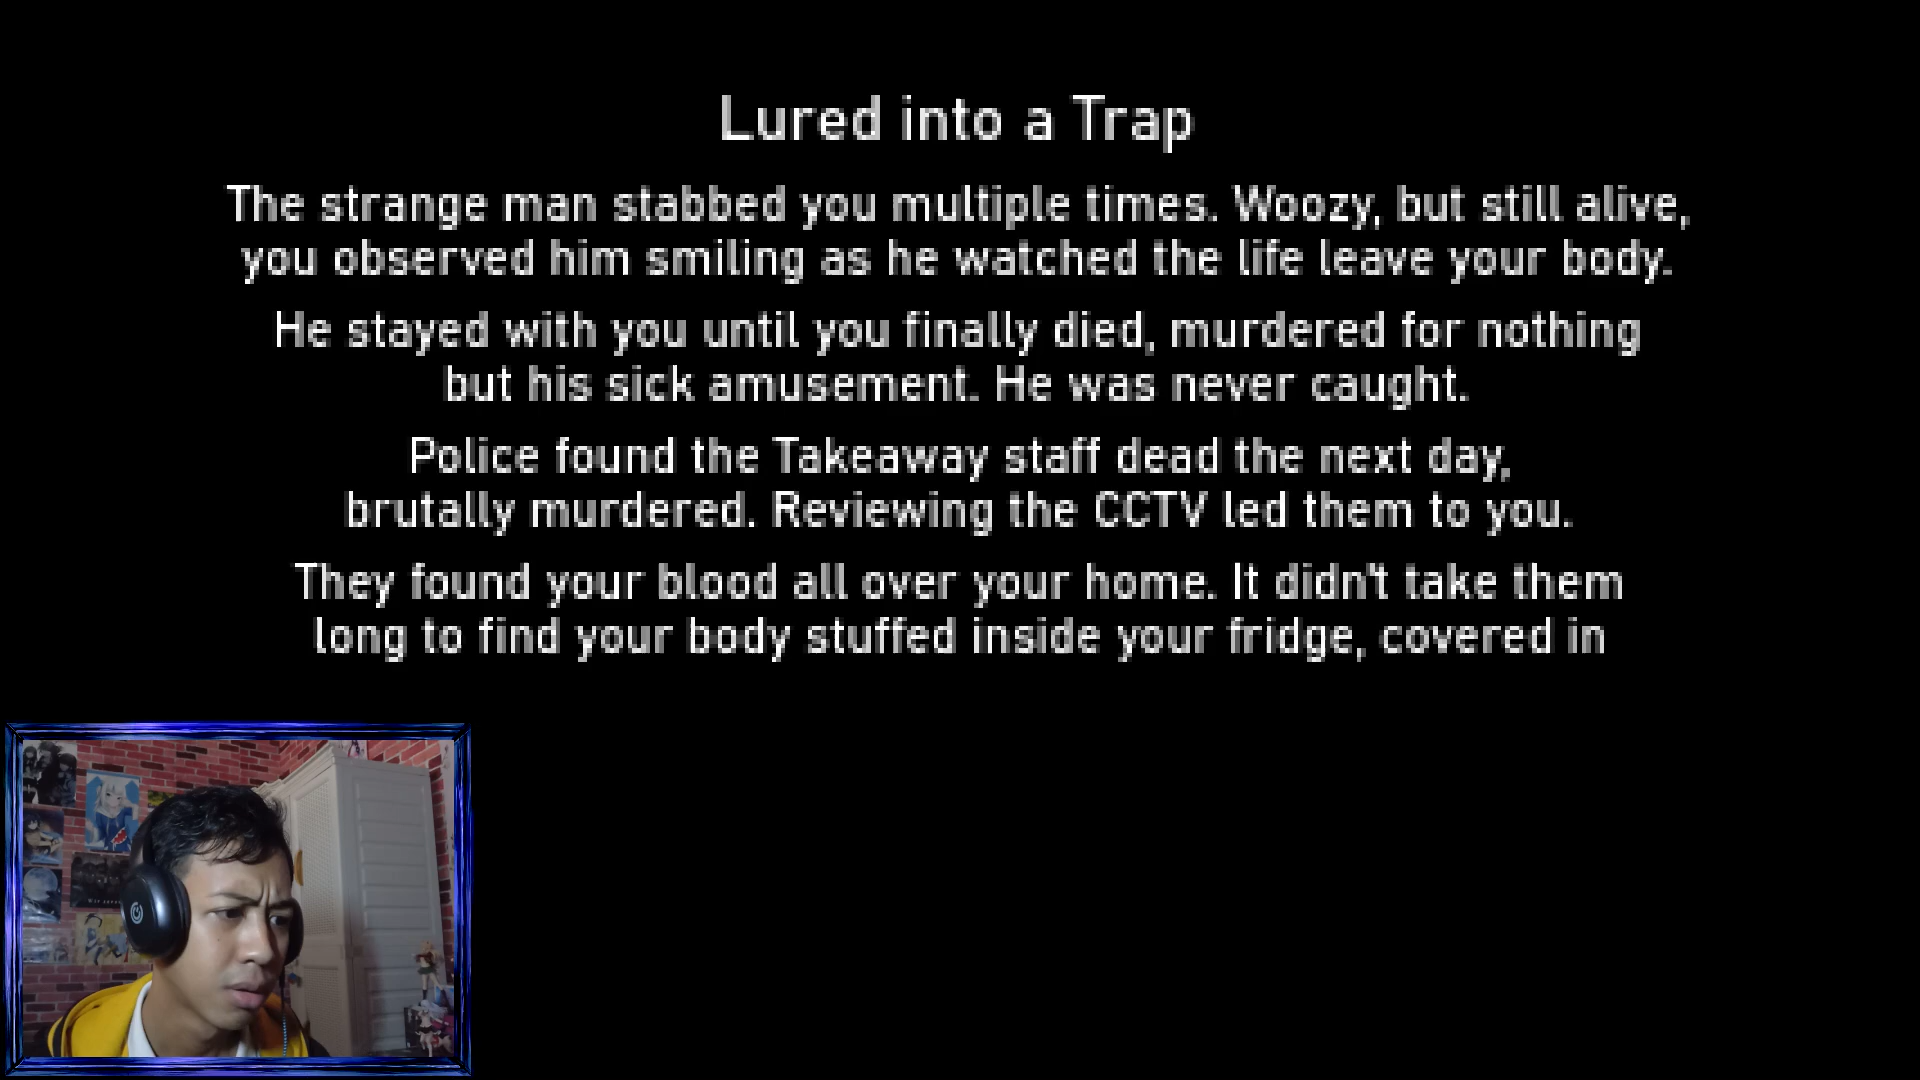 Lured into a Trap
The strange man stabbed you multiple times. Woozy, but still alive,
you observed him smiling as he watched the life leave your body.
He stayed with you until you finally died, murdered for nothing
but his sick amusement. He was never caught.
Police found the Takeaway staff dead the next day,
brutally murdered. Reviewing the CCTV led them to you.
They found your blood all over your home. It didn't take them
long to find your body stuffed inside your fridge, covered in